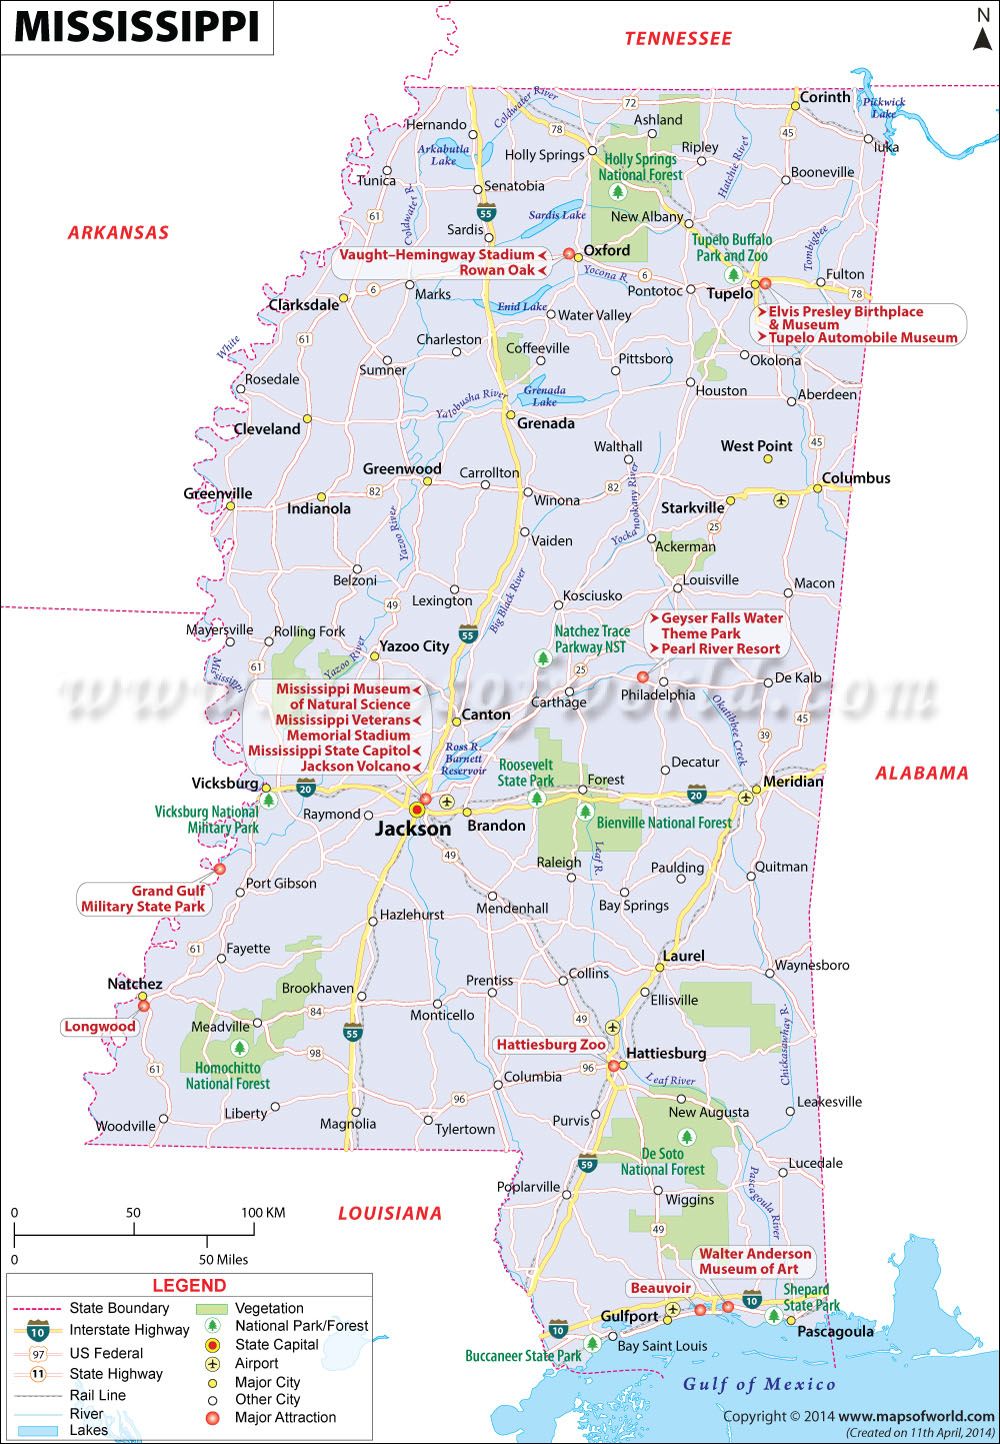 MISSISSIPPI
TENNESSEE
N
ARKANSAS
ALABAMA
LOUISIANA
Gulf of Mexico
Corinth
Pickwick
Lake
72
Coldwater River
Hernando
78
Ashland
45
Iuka
Arkabutla
Lake
Holly Springs
Ripley
Hatchie River
Holly Springs
National Forest
Booneville
Tunica
Senatobia
Coldwater R.
61
55
Sardis Lake
New Albany
Sardis
Tupelo Buffalo
Park and Zoo
Tombigbee
Vaught-Hemingway Stadium
Rowan Oak
Oxford
Yocona R
6
Fulton
Clarksdale
6
Marks
Pontotoc
Tupelo
78
Enid Lake
Water Valley
Elvis Presley Birthplace
& Museum
Tupelo Automobile Museum
White
61
Charleston
Coffeeville
Pittsboro
Okolona
Sumner
Rosedale
Yalobusha River
Grenada
Lake
Houston
Aberdeen
Cleveland
Grenada
45
Walthall
West Point
Greenwood
Carrollton
Columbus
Greenville
82
82
Indianola
Winona
Starkville
Yazoo River
Yockanookany River
25
Vaiden
Ackerman
Belzoni
Louisville
Macon
49
Lexington
Big Black River
Kosciusko
Geyser Falls Water
Theme Park
Pearl River Resort
Mayersville
Rolling Fork
55
Natchez Trace
Parkway NST
Yazoo City
Yazoo River
Mississippi
61
25
Philadelphia
De Kalb
www.mapsofworld.com
Mississippi Museum
of Natural Science
Mississippi Veterans
Memorial Stadium
Mississippi State Capitol
Jackson Volcano
Carthage
Okatibbee Creek
Canton
39
45
Ross R.
Barnett
Reservoir
Roosevelt
State Park
Decatur
Vicksburg
20
Forest
20
Meridian
Vicksburg National
Military Park
Raymond
Jackson
Brandon
Bienville National Forest
49
Leaf R.
Raleigh
Paulding
Quitman
Grand Gulf
Military State Park
Port Gibson
Mendenhall
Bay Springs
Hazlehurst
61
Fayette
Laurel
Waynesboro
Natchez
Brookhaven
Prentiss
Collins
Longwood
Ellisville
Meadville
84
Monticello
49
Chickasawhay R.
55
Hattiesburg Zoo
Hattiesburg
98
96
61
Homochitto
National Forest
Columbia
Leaf River
96
Liberty
New Augusta
Leakesville
Woodville
Magnolia
Tylertown
Purvis
De Soto
National Forest
59
Lucedale
Pascagoula River
Poplarville
Wiggins
49
Walter Anderson
Museum of Art
Beauvoir
Shepard
State Park
10
Gulfport
10
Pascagoula
Bay Saint Louis
Buccaneer State Park
0 50 100 KM
0 50 Miles
LEGEND
State Boundary
10 Interstate Highway
97 US Federal
11 State Highway
Rail Line
River
Lakes
Vegetation
National Park/Forest
State Capital
Airport
Major City
Other City
Major Attraction
Copyright © 2014 www.mapsofworld.com
(Created on 11th April, 2014)